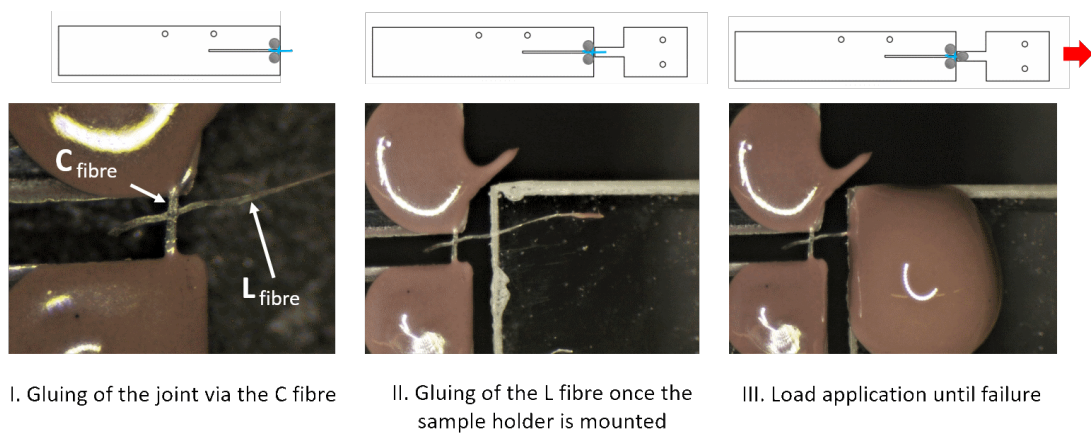 C fibre
L fibre
I. Gluing of the joint via the C fibre
II. Gluing of the L fibre once the
sample holder is mounted
III. Load application until failure